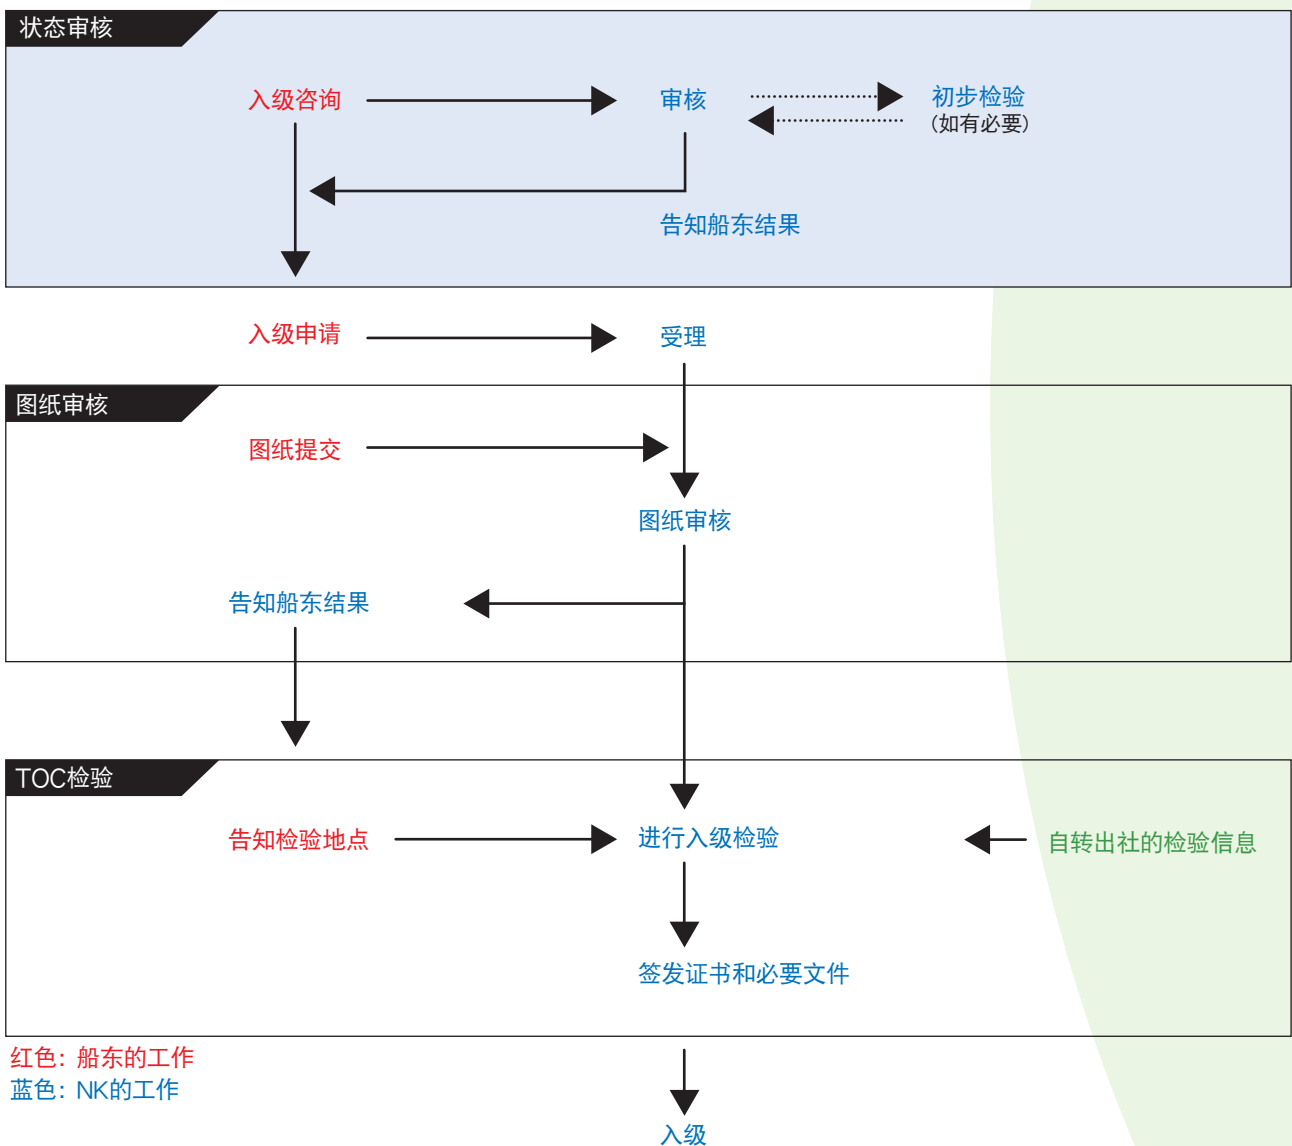 状态审核
入级咨询
审核
初步检验
（如有必要）
告知船东结果
入级申请
受理
图纸审核
图纸提交
图纸审核
告知船东结果
TOC检验
告知检验地点
进行入级检验
自转出社的检验信息
签发证书和必要文件
红色：船东的工作
蓝色：NK的工作
入级